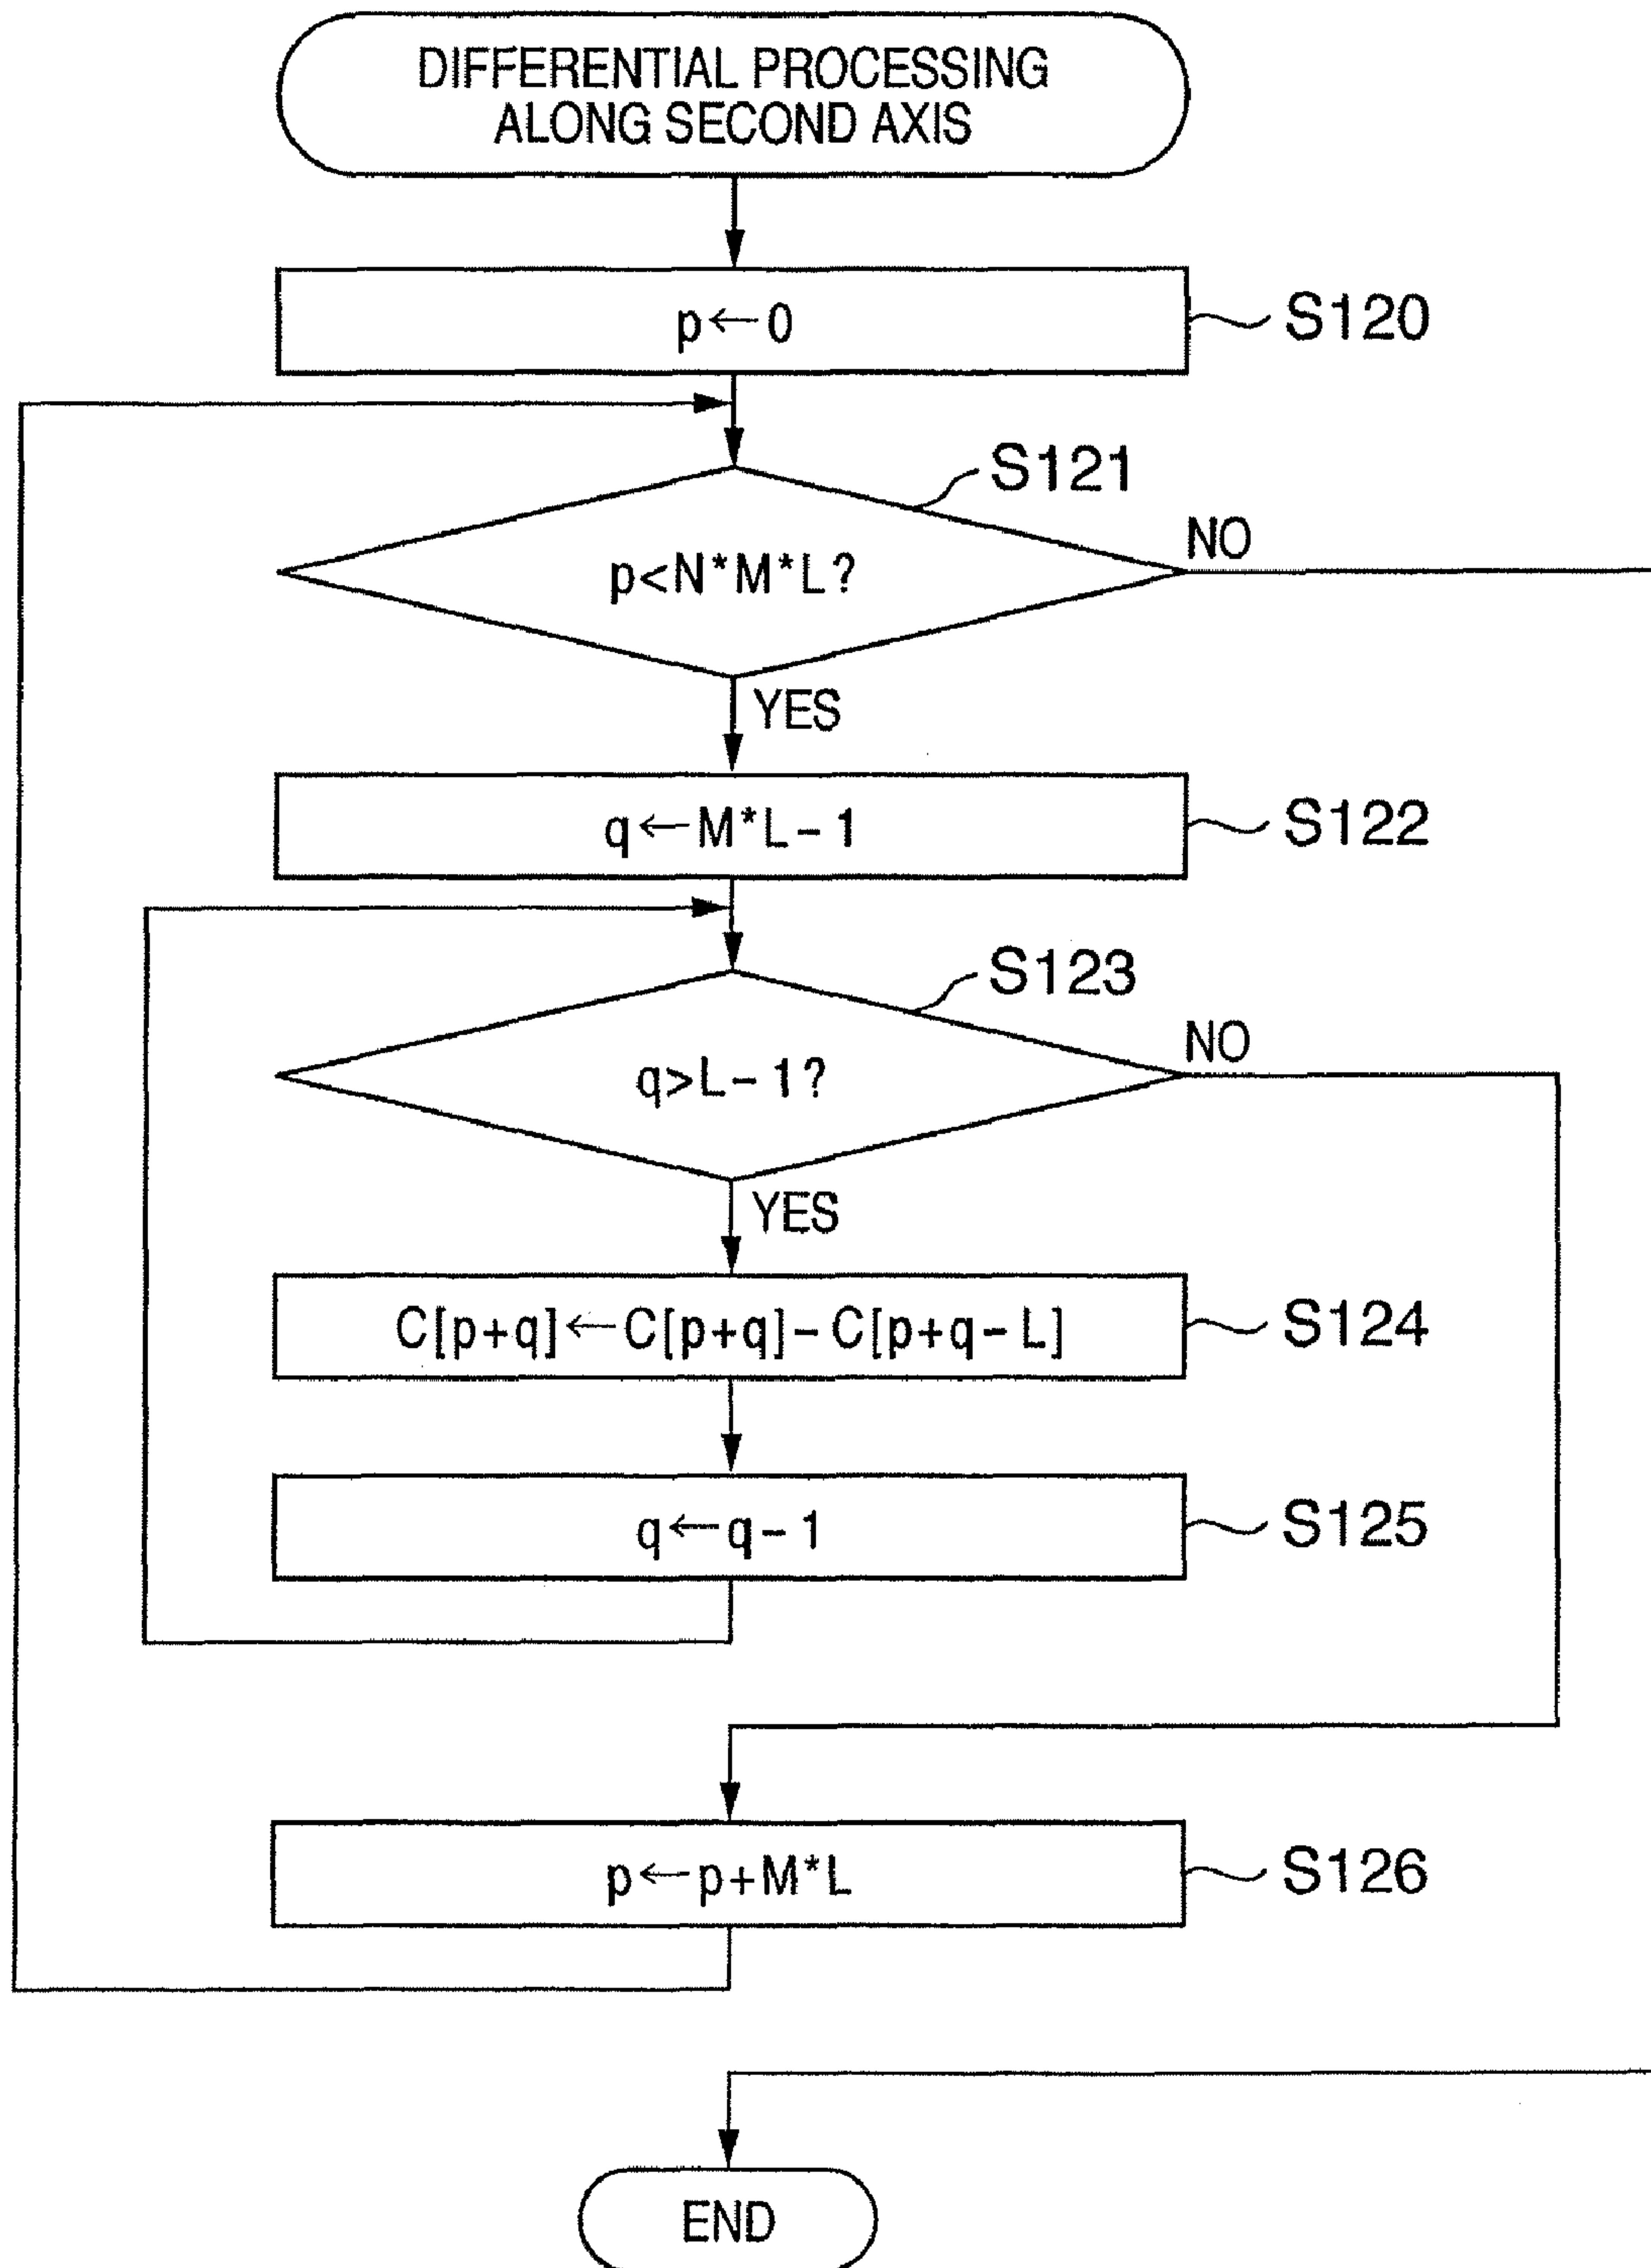 DIFFERENTIAL PROCESSING
ALONG SECOND AXIS
p←0
S120
S121
p<N*M*L?
NO
YES
q←M*L-1
S122
S123
q>L-1?
NO
YES
C[p+q]←C[p+q]-C[p+q-L]
S124
q←q-1
S125
p←p+M*L
S126
END